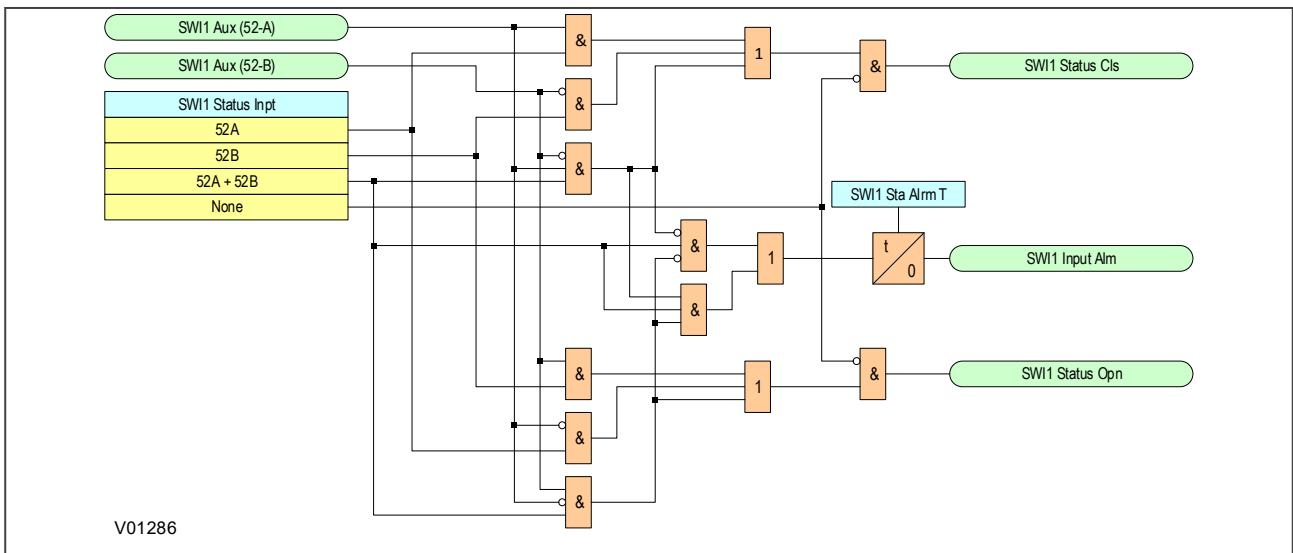 SWI1 Aux (52-A)
SWI1 Aux (52-B)
SWI1 Status Inpt
52A
52B
52A + 52B
None
&
&
&
&
&
&
&
&
1
1
1
&
&
SWI1 Sta Alrm T
t
0
SWI1 Status Cls
SWI1 Input Alm
SWI1 Status Opn
V01286